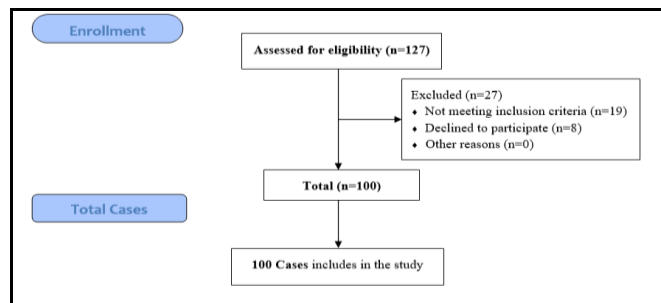 Enrollment
Assessed for eligibility (n=127)
Excluded (n=27)
♦ Not meeting inclusion criteria (n=19)
♦ Declined to participate (n=8)
♦ Other reasons (n=0)
Total (n=100)
Total Cases
100 Cases includes in the study